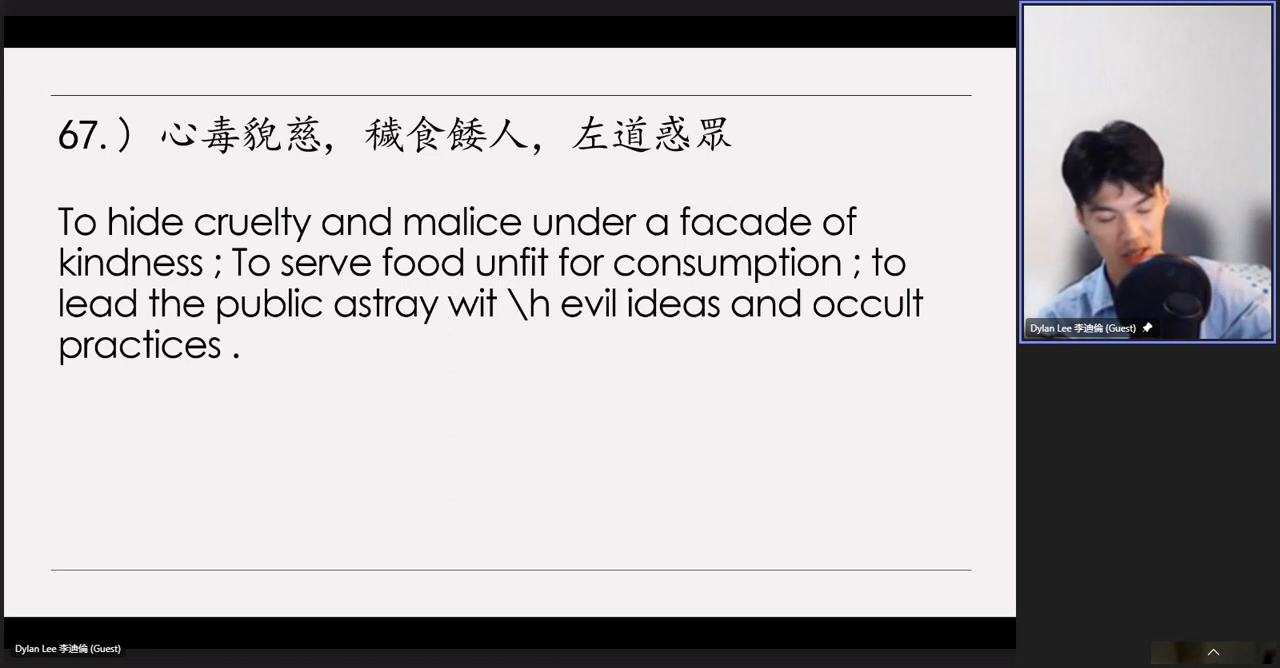 67.）心毒貌慈，穢食餧人，左道惑眾
To hide cruelty and malice under a facade of
kindness ; To serve food unfit for consumption ; to
lead the public astray wit \h evil ideas and occult
practices .
Dylan Lee 李迪倫 (Guest)
Dylan Lee 李迪倫 (Guest)